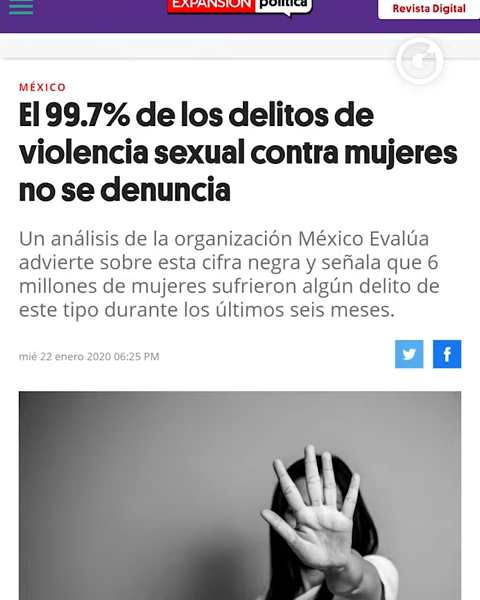 EXPANSIÓN política
Revista Digital
MÉXICO
El 99.7% de los delitos de
violencia sexual contra mujeres
no se denuncia
Un análisis de la organización México Evalúa
advierte sobre esta cifra negra y señala que 6
millones de mujeres sufrieron algún delito de
este tipo durante los últimos seis meses.
mié 22 enero 2020 06:25 PM